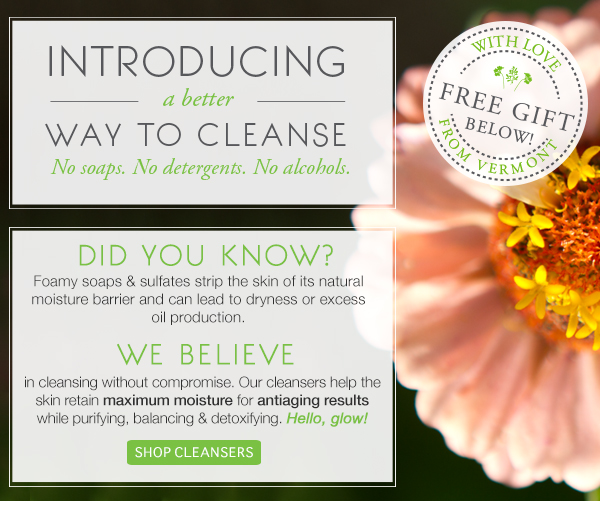 INTRODUCING
a better
WAY TO CLEANSE
No soaps. No detergents. No alcohols.
WITH LOVE
FREE GIFT
BELOW!
FROM VERMONT
DID YOU KNOW?
Foamy soaps & sulfates strip the skin of its natural
moisture barrier and can lead to dryness or excess
oil production.
WE BELIEVE
in cleansing without compromise. Our cleansers help the
skin retain maximum moisture for antiaging results
while purifying, balancing & detoxifying. Hello, glow!
SHOP CLEANSERS